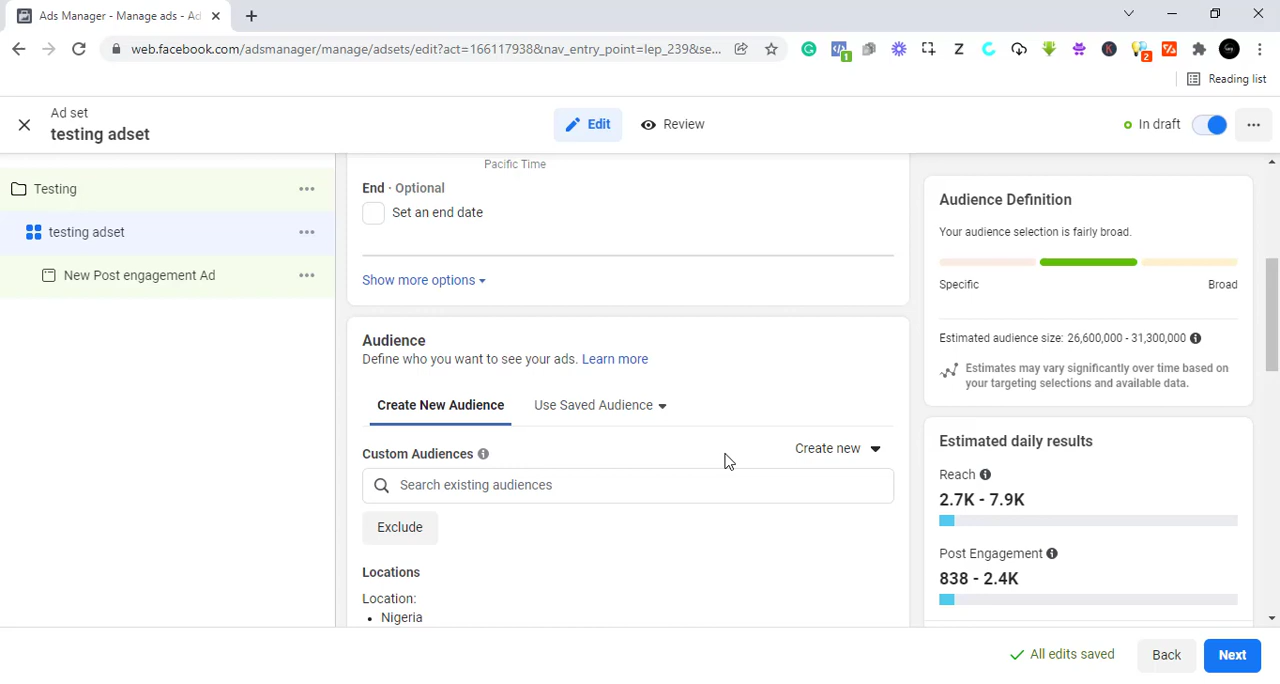 Ads Manager - Manage ads - Ad
web.facebook.com/adsmanager/manage/adsets/edit?act=166117938&nav_entry_point=lep_239&se...
1
Z
K
2
Reading list
Ad set
testing adset
Edit
Review
In draft
Testing
testing adset
New Post engagement Ad
Pacific Time
End · Optional
Set an end date
Show more options
Audience
Define who you want to see your ads. Learn more
Create New Audience
Use Saved Audience
Custom Audiences
Create new
Search existing audiences
Exclude
Locations
Location:
• Nigeria
Audience Definition
Your audience selection is fairly broad.
Specific
Broad
Estimated audience size: 26,600,000 - 31,300,000
Estimates may vary significantly over time based on
your targeting selections and available data.
Estimated daily results
Reach
2.7K - 7.9K
Post Engagement
838 - 2.4K
All edits saved
Back
Next